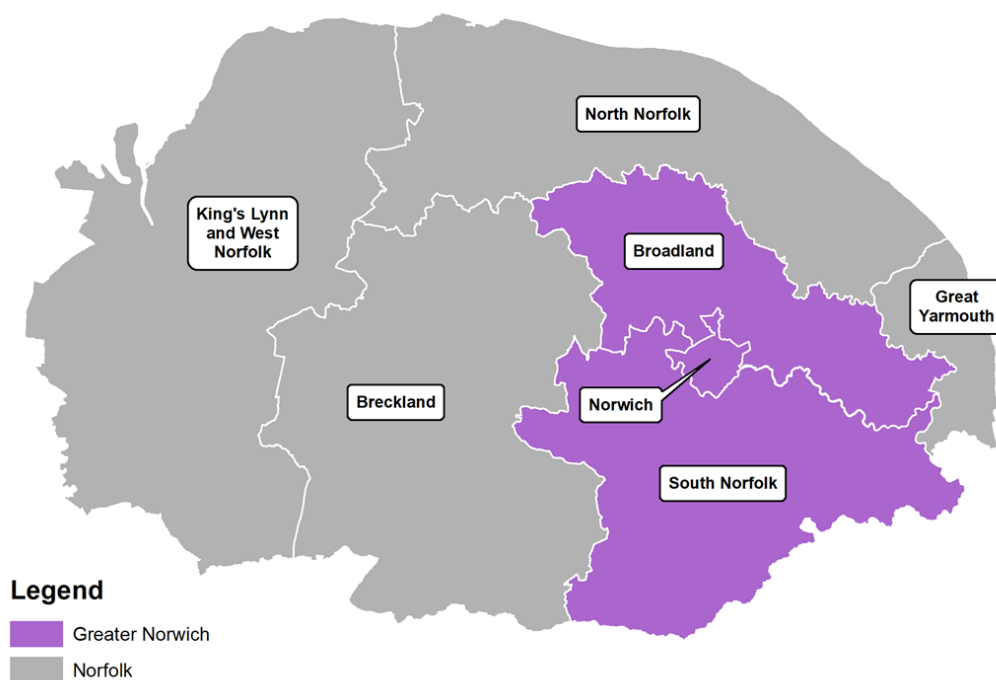 North Norfolk
King's Lynn
and West
Norfolk
Broadland
Great
Yarmouth
Breckland
Norwich
South Norfolk
Legend
Greater Norwich
Norfolk